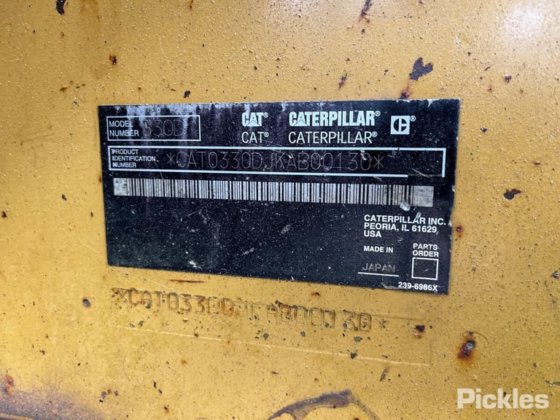 MODEL NUMBER 330D
CAT CATERPILLAR C
CAT CATERPILLAR
PRODUCT IDENTIFICATION NUMBER *CAT0330DJKAB00130*
CATERPILLAR INC.
PEORIA, IL 61629
USA
MADE IN PARTS ORDER
JAPAN
239-6986X
Pickles